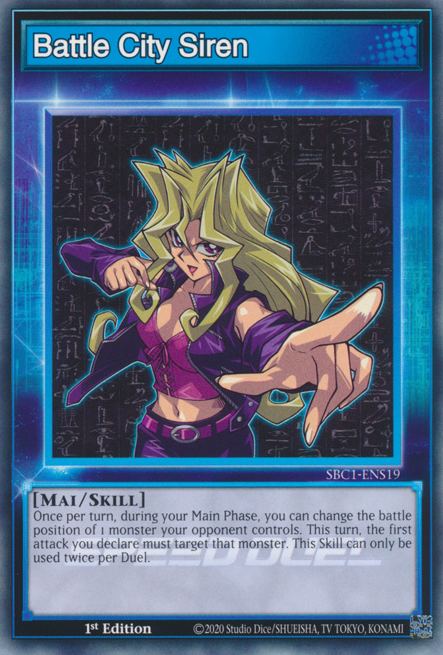 Battle City Siren
SBC1-ENS19
[Mai/Skill]
Once per turn, during your Main Phase, you can change the battle
position of 1 monster your opponent controls. This turn, the first
attack you declare must target that monster. This Skill can only be
used twice per Duel.
SPEED DUEL
1st Edition
©2020 Studio Dice/SHUEISHA, TV TOKYO, KONAMI